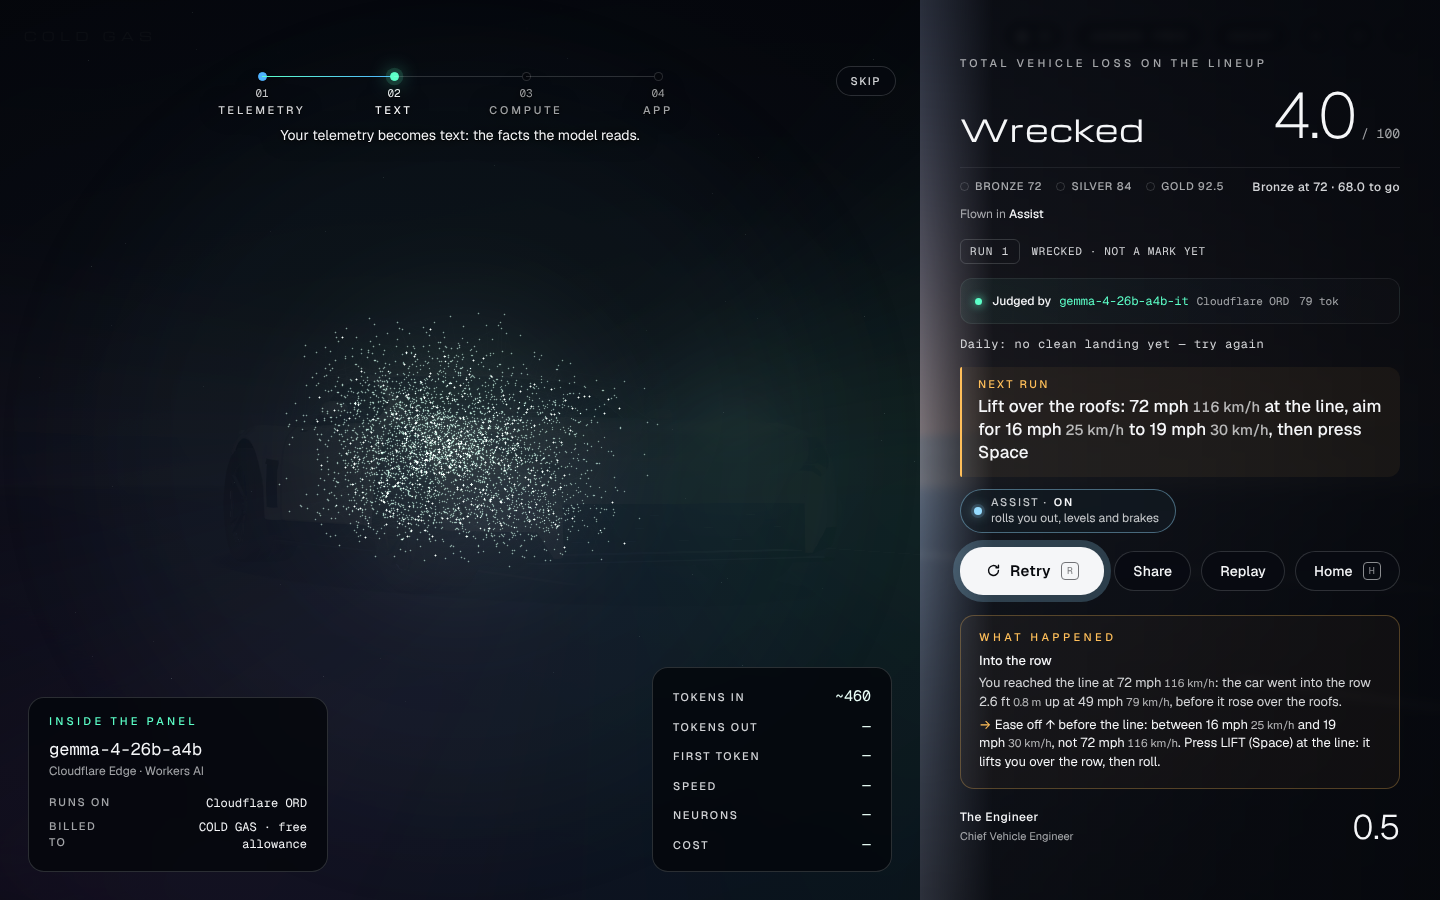 COLD GAS
01 02 03 04
TELEMETRY TEXT COMPUTE APP
Your telemetry becomes text: the facts the model reads.
SKIP
INSIDE THE PANEL
gemma-4-26b-a4b
Cloudflare Edge · Workers AI
RUNS ON Cloudflare ORD
BILLED TO COLD GAS · free allowance
TOKENS IN ~460
TOKENS OUT –
FIRST TOKEN –
SPEED –
NEURONS –
COST –
TOTAL VEHICLE LOSS ON THE LINEUP
Wrecked 4.0 / 100
BRONZE 72 SILVER 84 GOLD 92.5 Bronze at 72 · 68.0 to go
Flown in Assist
RUN 1 WRECKED · NOT A MARK YET
Judged by gemma-4-26b-a4b-it Cloudflare ORD 79 tok
Daily: no clean landing yet — try again
NEXT RUN
Lift over the roofs: 72 mph 116 km/h at the line, aim
for 16 mph 25 km/h to 19 mph 30 km/h, then press
Space
ASSIST · ON
rolls you out, levels and brakes
Retry R Share Replay Home H
WHAT HAPPENED
Into the row
You reached the line at 72 mph 116 km/h: the car went into the row
2.6 ft 0.8 m up at 49 mph 79 km/h, before it rose over the roofs.
→ Ease off ↑ before the line: between 16 mph 25 km/h and 19
mph 30 km/h, not 72 mph 116 km/h. Press LIFT (Space) at the line: it
lifts you over the row, then roll.
The Engineer 0.5
Chief Vehicle Engineer